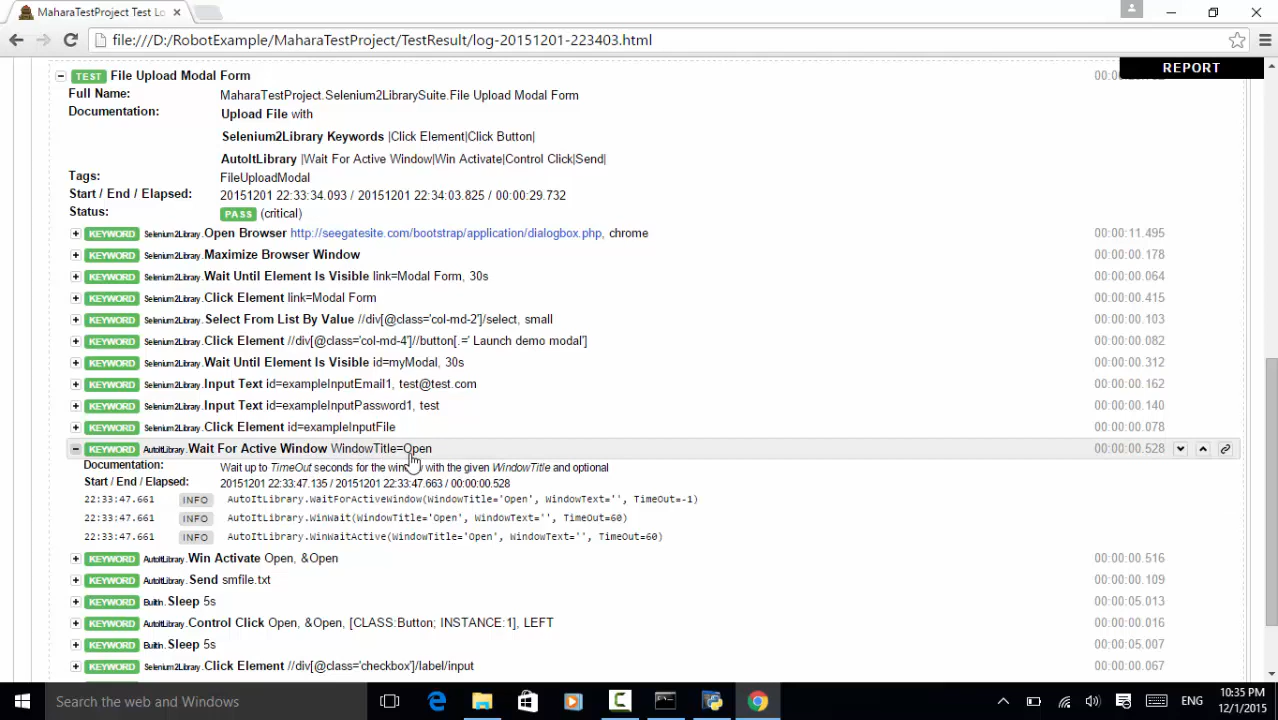 MaharaTestProject Test Lo
file:///D:/RobotExample/MaharaTestProject/TestResult/log-20151201-223403.html
REPORT
TEST File Upload Modal Form
Full Name: MaharaTestProject.Selenium2LibrarySuite.File Upload Modal Form
Documentation: Upload File with
Selenium2Library Keywords |Click Element|Click Button|
AutoItLibrary |Wait For Active Window|Win Activate|Control Click|Send|
Tags: FileUploadModal
Start / End / Elapsed: 20151201 22:33:34.093 / 20151201 22:34:03.825 / 00:00:29.732
Status: PASS (critical)
KEYWORD Selenium2Library.Open Browser http://seegatesite.com/bootstrap/application/dialogbox.php, chrome 00:00:11.495
KEYWORD Selenium2Library.Maximize Browser Window 00:00:00.178
KEYWORD Selenium2Library.Wait Until Element Is Visible link=Modal Form, 30s 00:00:00.064
KEYWORD Selenium2Library.Click Element link=Modal Form 00:00:00.415
KEYWORD Selenium2Library.Select From List By Value //div[@class='col-md-2']/select, small 00:00:00.103
KEYWORD Selenium2Library.Click Element //div[@class='col-md-4']//button[.=' Launch demo modal'] 00:00:00.082
KEYWORD Selenium2Library.Wait Until Element Is Visible id=myModal, 30s 00:00:00.312
KEYWORD Selenium2Library.Input Text id=exampleInputEmail1, test@test.com 00:00:00.162
KEYWORD Selenium2Library.Input Text id=exampleInputPassword1, test 00:00:00.140
KEYWORD Selenium2Library.Click Element id=exampleInputFile 00:00:00.078
KEYWORD AutoItLibrary.Wait For Active Window WindowTitle=Open 00:00:00.528
Documentation: Wait up to TimeOut seconds for the window with the given WindowTitle and optional
Start / End / Elapsed: 20151201 22:33:47.135 / 20151201 22:33:47.663 / 00:00:00.528
22:33:47.661 INFO AutoItLibrary.WaitForActiveWindow(WindowTitle='Open', WindowText='', TimeOut=-1)
22:33:47.661 INFO AutoItLibrary.WinWait(WindowTitle='Open', WindowText='', TimeOut=60)
22:33:47.661 INFO AutoItLibrary.WinWaitActive(WindowTitle='Open', WindowText='', TimeOut=60)
KEYWORD AutoItLibrary.Win Activate Open, &Open 00:00:00.516
KEYWORD AutoItLibrary.Send smfile.txt 00:00:00.109
KEYWORD BuiltIn.Sleep 5s 00:00:05.013
KEYWORD AutoItLibrary.Control Click Open, &Open, [CLASS:Button; INSTANCE:1], LEFT 00:00:00.016
KEYWORD BuiltIn.Sleep 5s 00:00:05.007
KEYWORD Selenium2Library.Click Element //div[@class='checkbox']/label/input 00:00:00.067
Search the web and Windows
ENG
10:35 PM
12/1/2015